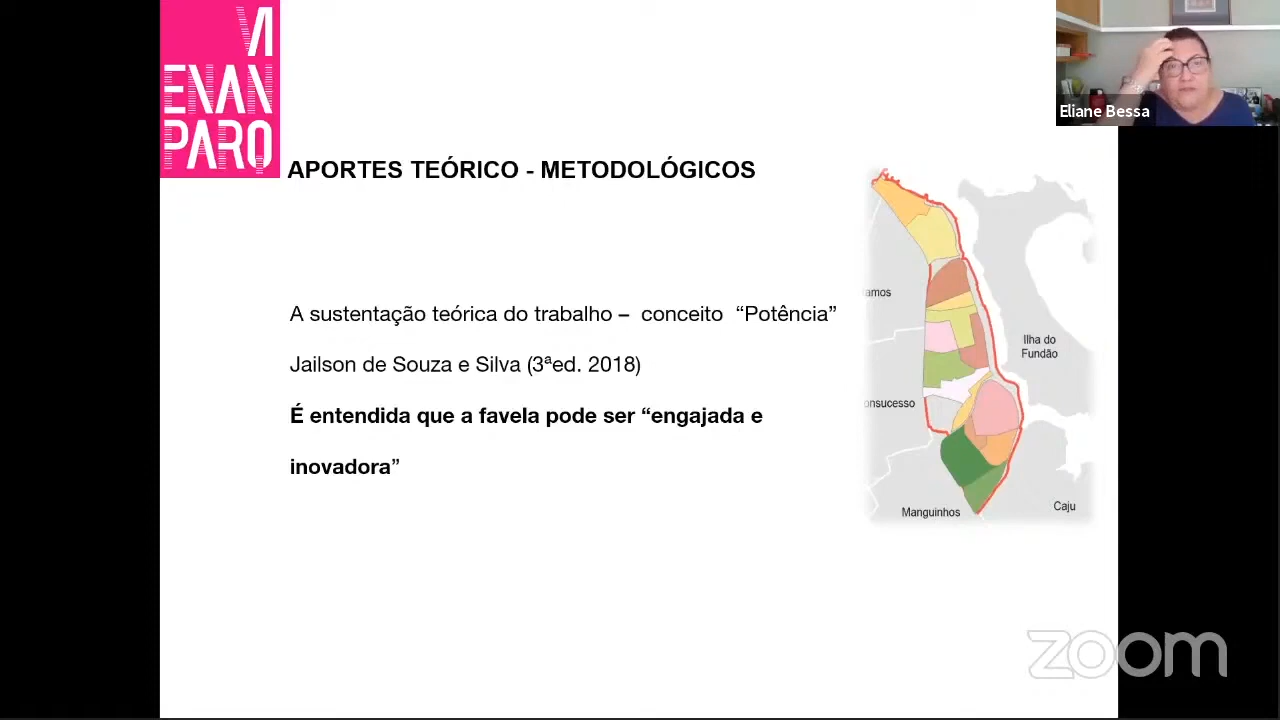 VI
ENAN
PARQ
Eliane Bessa
APORTES TEÓRICO - METODOLÓGICOS
A sustentação teórica do trabalho – conceito “Potência”
Jailson de Souza e Silva (3ªed. 2018)
É entendida que a favela pode ser “engajada e
inovadora”
amos
Ilha do
Fundão
onsucesso
Manguinhos
Caju
zoom